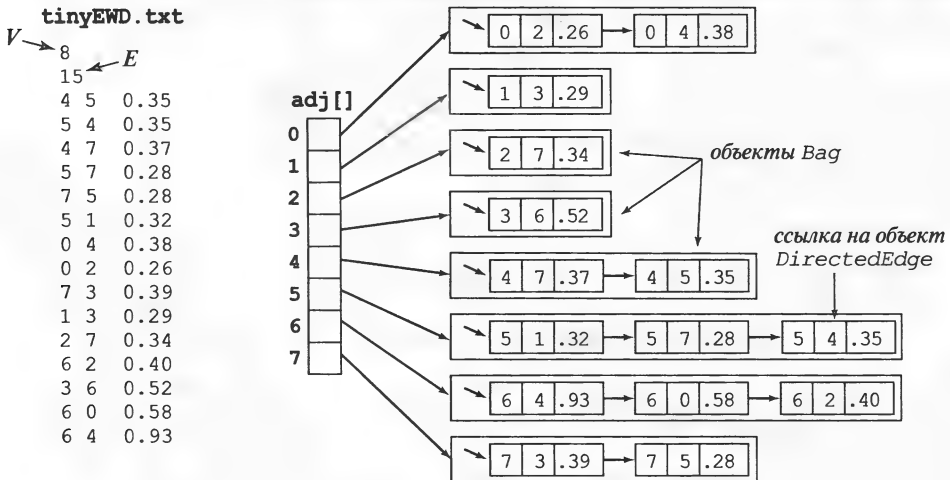 tinyEWD.txt
V
8
15
E
4 5 0.35
5 4 0.35
4 7 0.37
5 7 0.28
7 5 0.28
5 1 0.32
0 4 0.38
0 2 0.26
7 3 0.39
1 3 0.29
2 7 0.34
6 2 0.40
3 6 0.52
6 0 0.58
6 4 0.93
adj[]
0
1
2
3
4
5
6
7
0 2 .26 0 4 .38
1 3 .29
2 7 .34
3 6 .52
4 7 .37 4 5 .35
5 1 .32 5 7 .28 5 4 .35
6 4 .93 6 0 .58 6 2 .40
7 3 .39 7 5 .28
объекты Bag
ссылка на объект
DirectedEdge